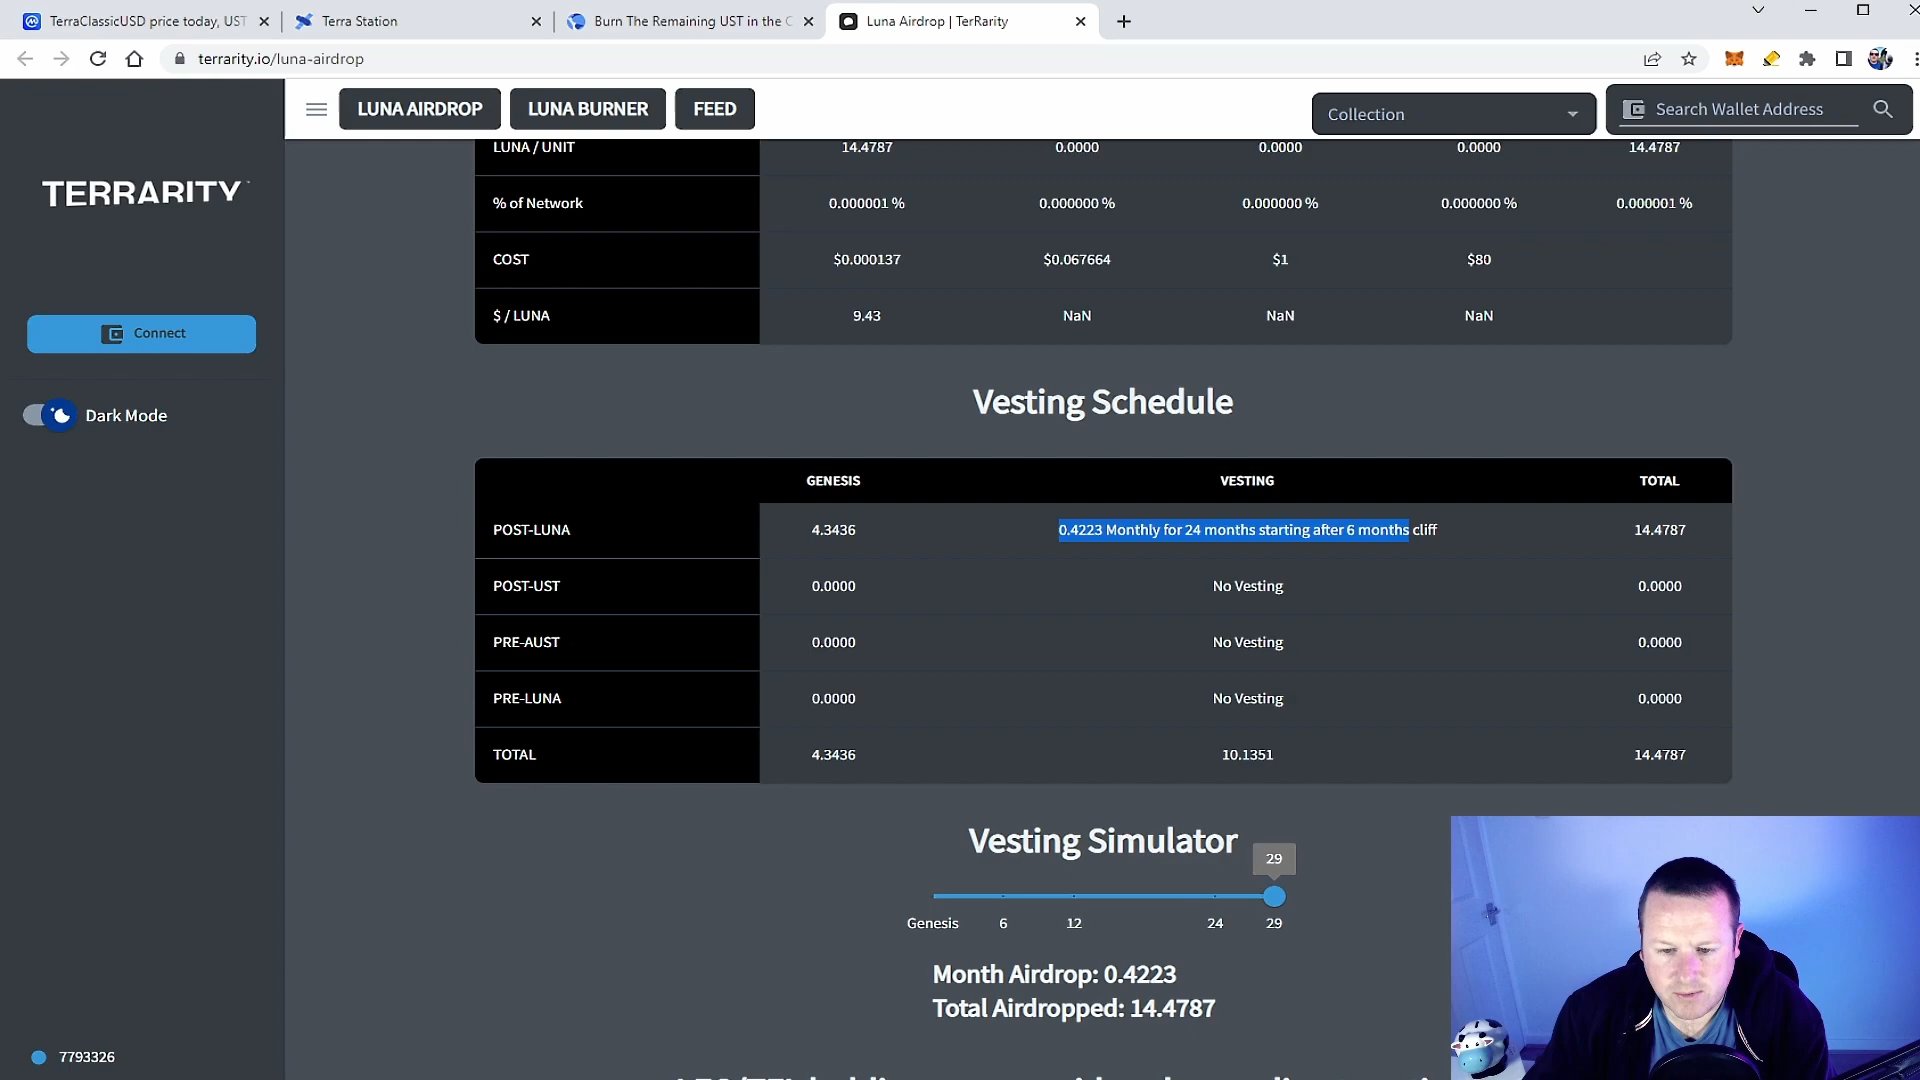 TerraClassicUSD price today, UST
Terra Station
Burn The Remaining UST in the C
Luna Airdrop | TerRarity
terrarity.io/luna-airdrop
LUNA AIRDROP
LUNA BURNER
FEED
Collection
Search Wallet Address
TERRARITY
Connect
Dark Mode
7793326
LUNA / UNIT 14.4787 0.0000 0.0000 0.0000 14.4787
% of Network 0.000001 % 0.000000 % 0.000000 % 0.000000 % 0.000001 %
COST $0.000137 $0.067664 $1 $80
$ / LUNA 9.43 NaN NaN NaN
Vesting Schedule
GENESIS VESTING TOTAL
POST-LUNA 4.3436 0.4223 Monthly for 24 months starting after 6 months cliff 14.4787
POST-UST 0.0000 No Vesting 0.0000
PRE-AUST 0.0000 No Vesting 0.0000
PRE-LUNA 0.0000 No Vesting 0.0000
TOTAL 4.3436 10.1351 14.4787
Vesting Simulator
29
Genesis 6 12 24 29
Month Airdrop: 0.4223
Total Airdropped: 14.4787